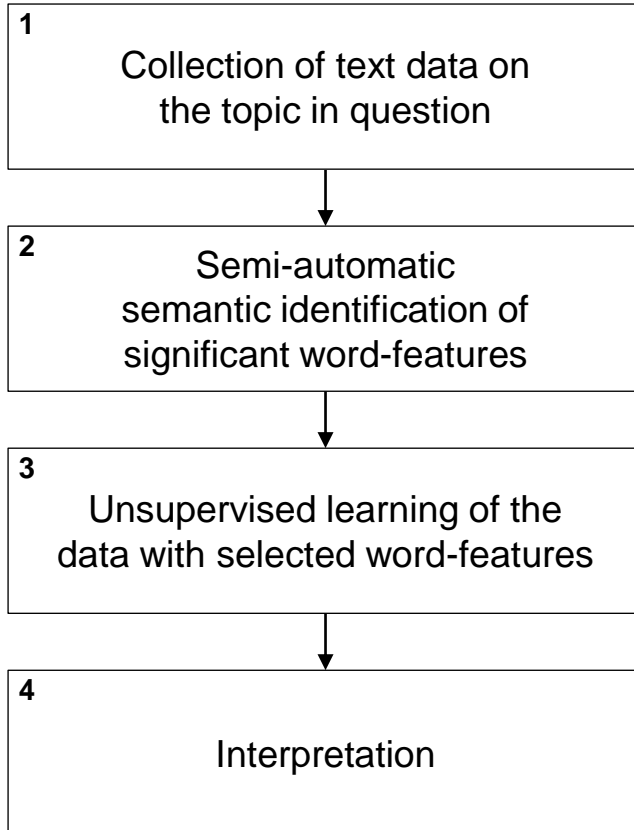 1
Collection of text data on
the topic in question
2
Semi-automatic
semantic identification of
significant word-features
3
Unsupervised learning of the
data with selected word-features
4
Interpretation